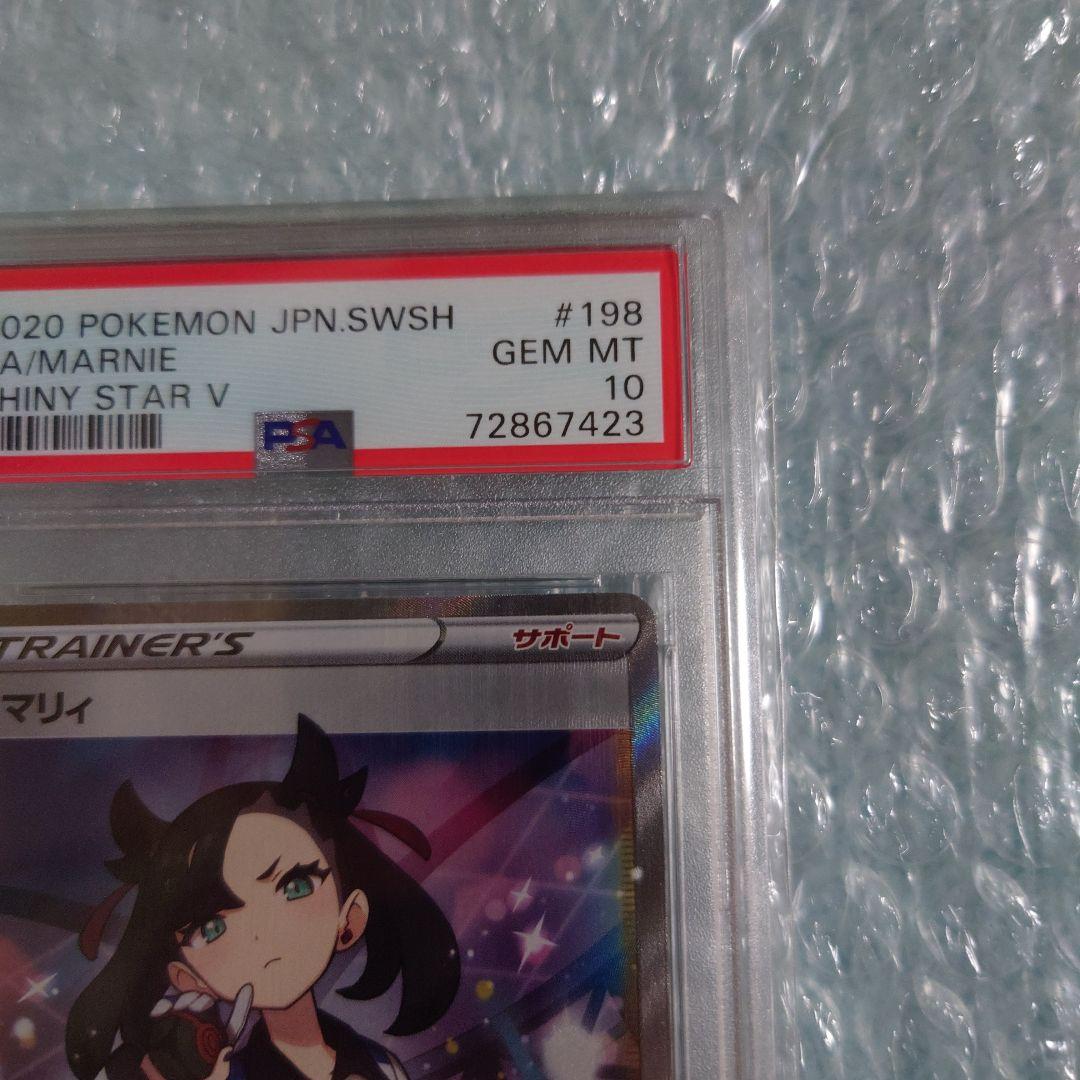 020 POKEMON JPN.SWSH #198
A/MARNIE GEM MT
HINY STAR V 10
PSA 72867423
TRAINER'S サポート
マリィ